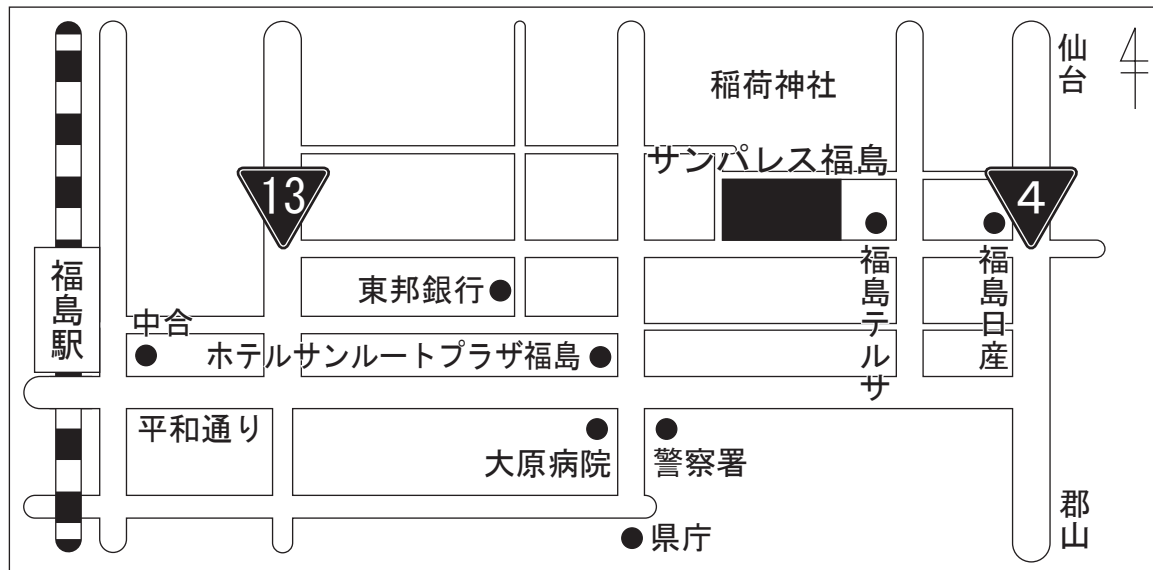 仙台
稲荷神社
サンパレス福島
13
4
福島駅
東邦銀行
福島テルサ
福島日産
中合
ホテルサンルートプラザ福島
平和通り
大原病院
警察署
郡山
県庁